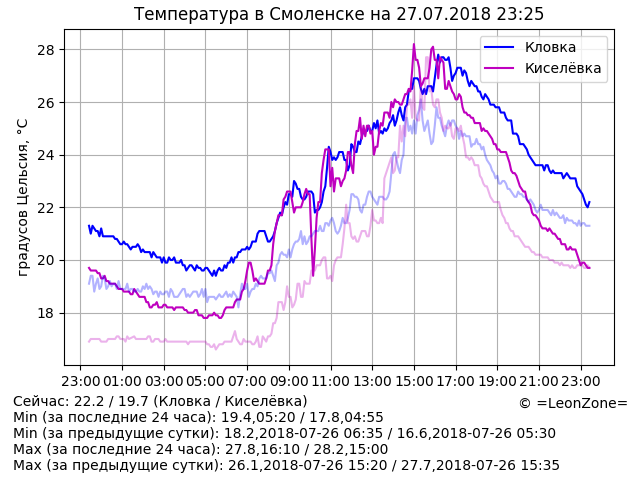 Температура в Смоленске на 27.07.2018 23:25
Кловка
Киселёвка
градусов Цельсия, °C
28
26
24
22
20
18
23:00 01:00 03:00 05:00 07:00 09:00 11:00 13:00 15:00 17:00 19:00 21:00 23:00
Сейчас: 22.2 / 19.7 (Кловка / Киселёвка)
© =LeonZone=
Min (за последние 24 часа): 19.4,05:20 / 17.8,04:55
Min (за предыдущие сутки): 18.2,2018-07-26 06:35 / 16.6,2018-07-26 05:30
Max (за последние 24 часа): 27.8,16:10 / 28.2,15:00
Max (за предыдущие сутки): 26.1,2018-07-26 15:20 / 27.7,2018-07-26 15:35